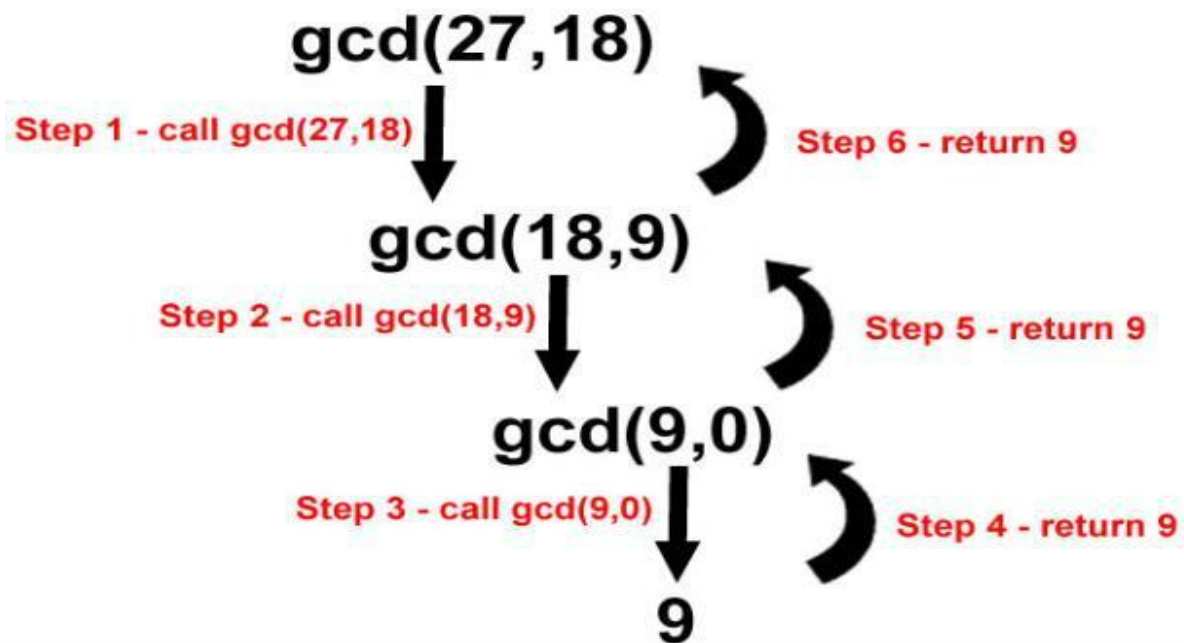 gcd(27,18)
Step 1 - call gcd(27,18)
Step 6 - return 9
gcd(18,9)
Step 2 - call gcd(18,9)
Step 5 - return 9
gcd(9,0)
Step 3 - call gcd(9,0)
Step 4 - return 9
9